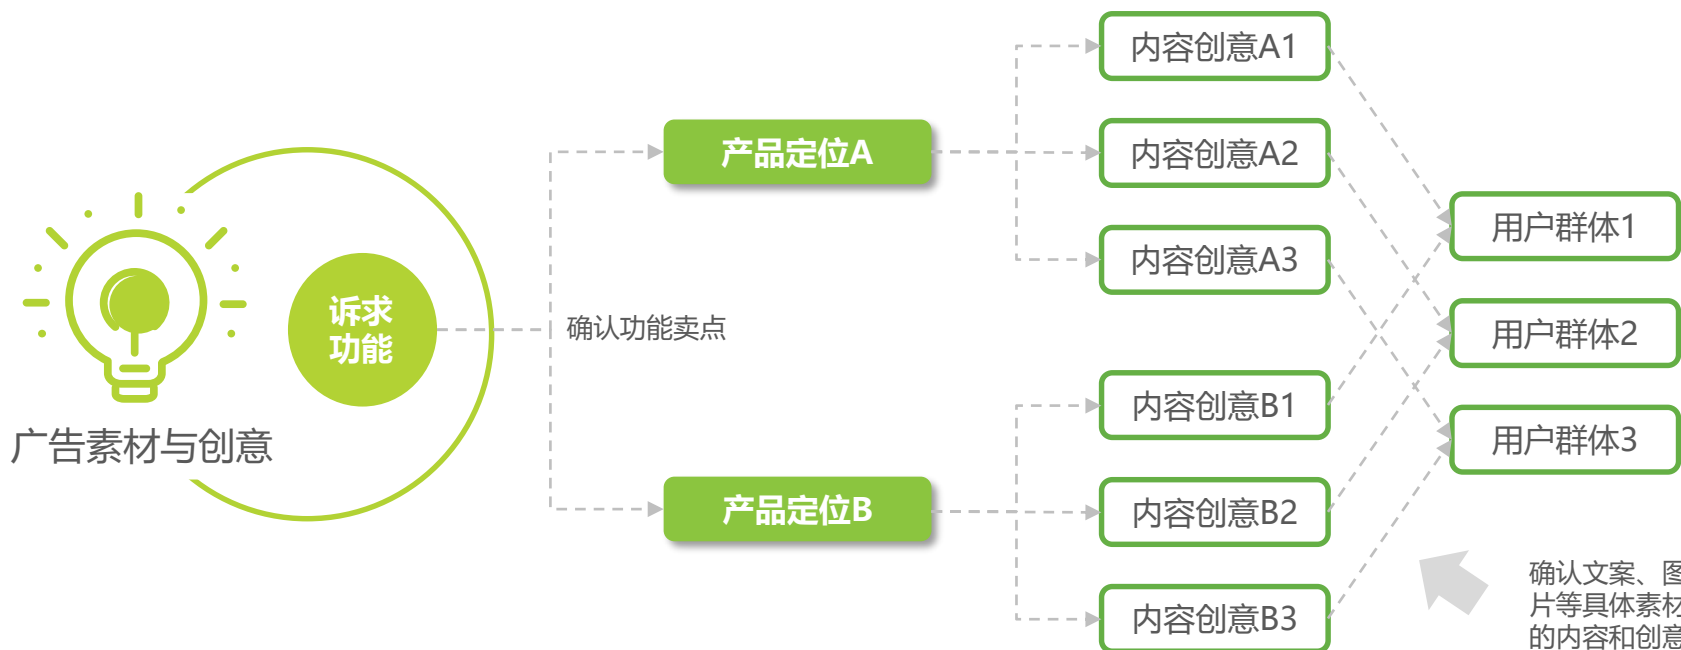 广告素材与创意
诉求
功能
确认功能卖点
产品定位A
产品定位B
内容创意A1
内容创意A2
内容创意A3
内容创意B1
内容创意B2
内容创意B3
用户群体1
用户群体2
用户群体3
确认文案、图
片等具体素材
的内容和创意